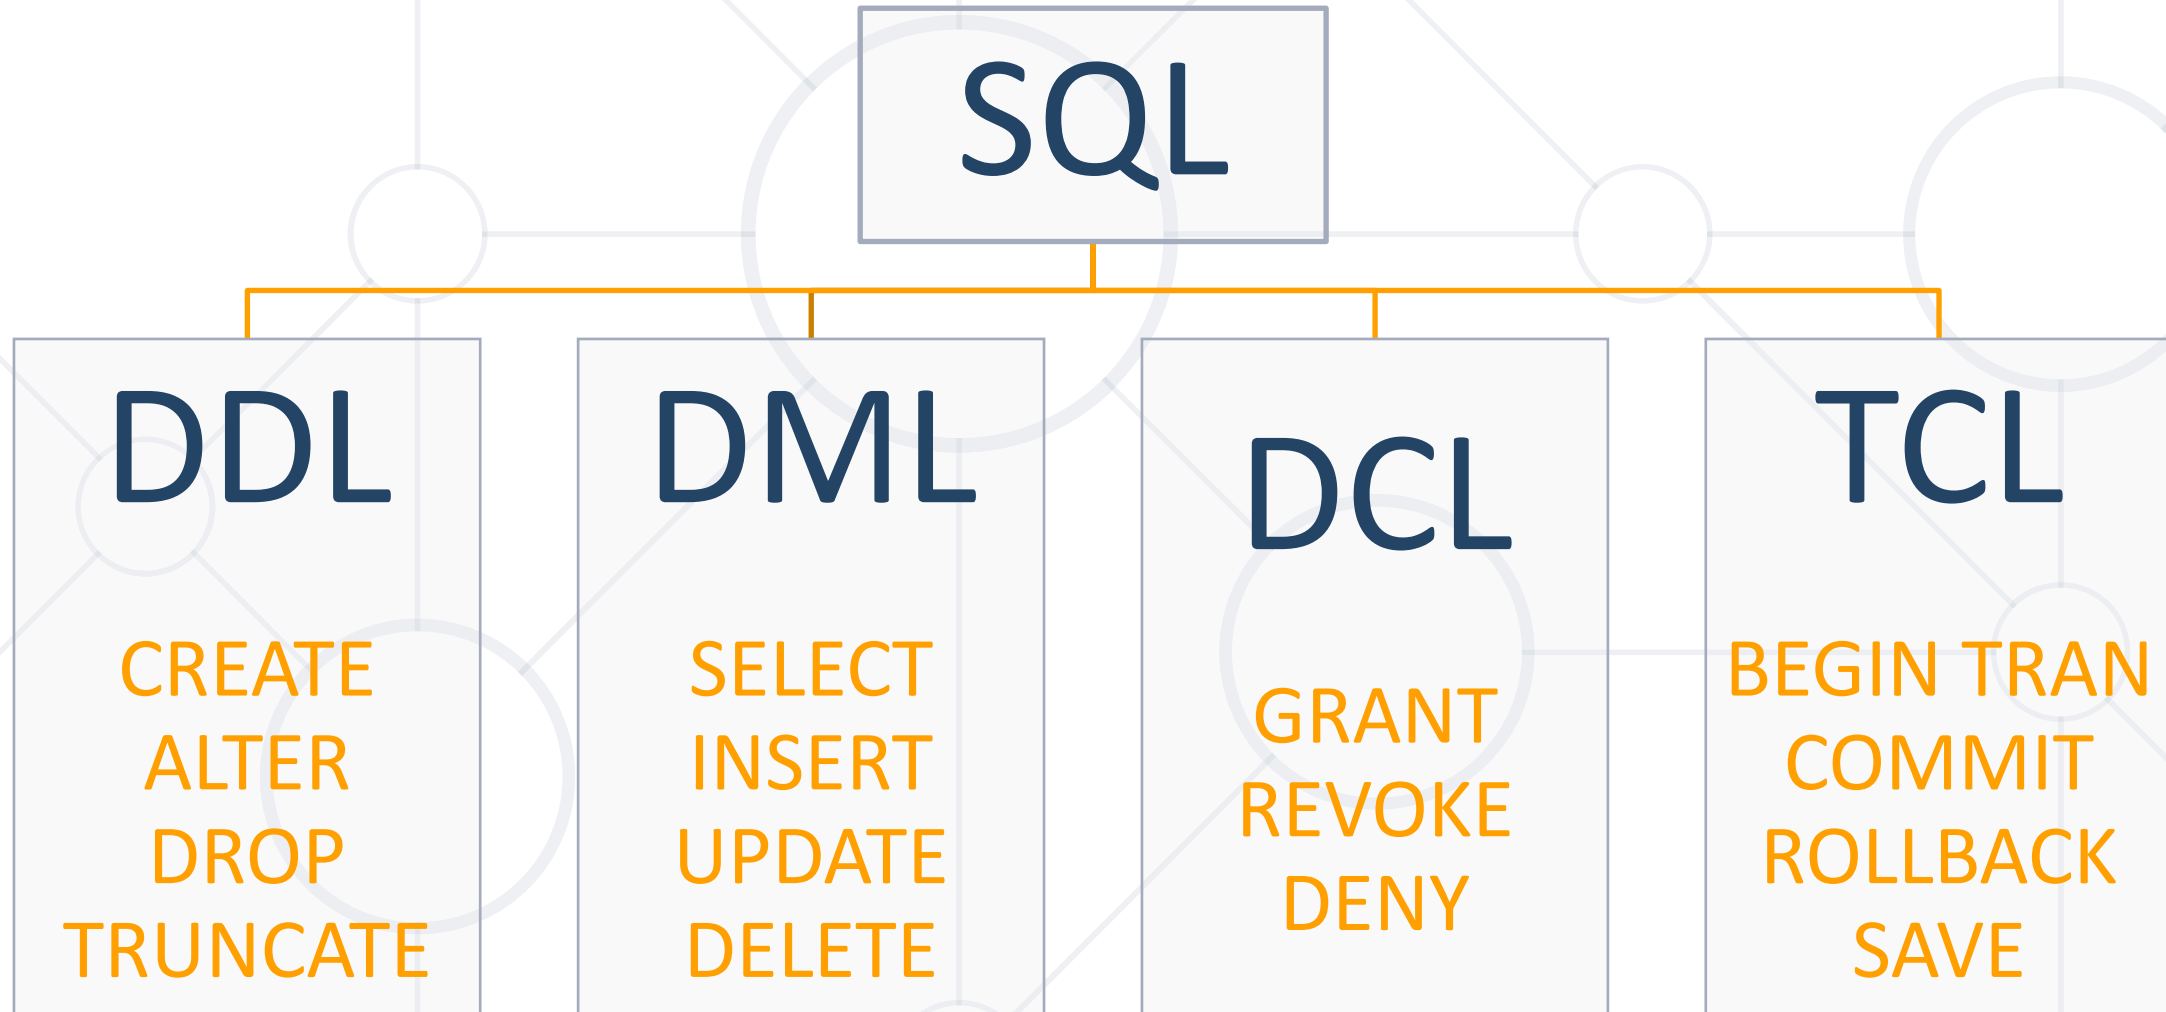 SQL
DDL
CREATE
ALTER
DROP
TRUNCATE
DML
SELECT
INSERT
UPDATE
DELETE
DCL
GRANT
REVOKE
DENY
TCL
BEGIN TRAN
COMMIT
ROLLBACK
SAVE